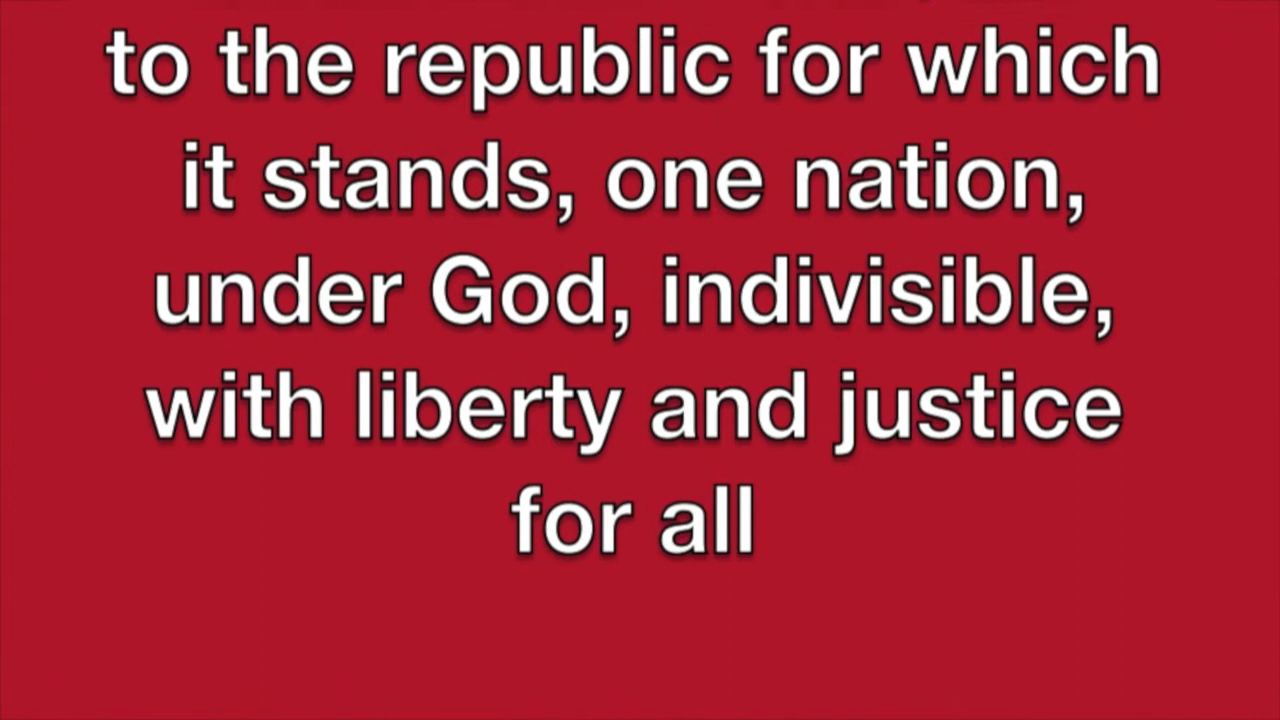 to the republic for which
it stands, one nation,
under God, indivisible,
with liberty and justice
for all